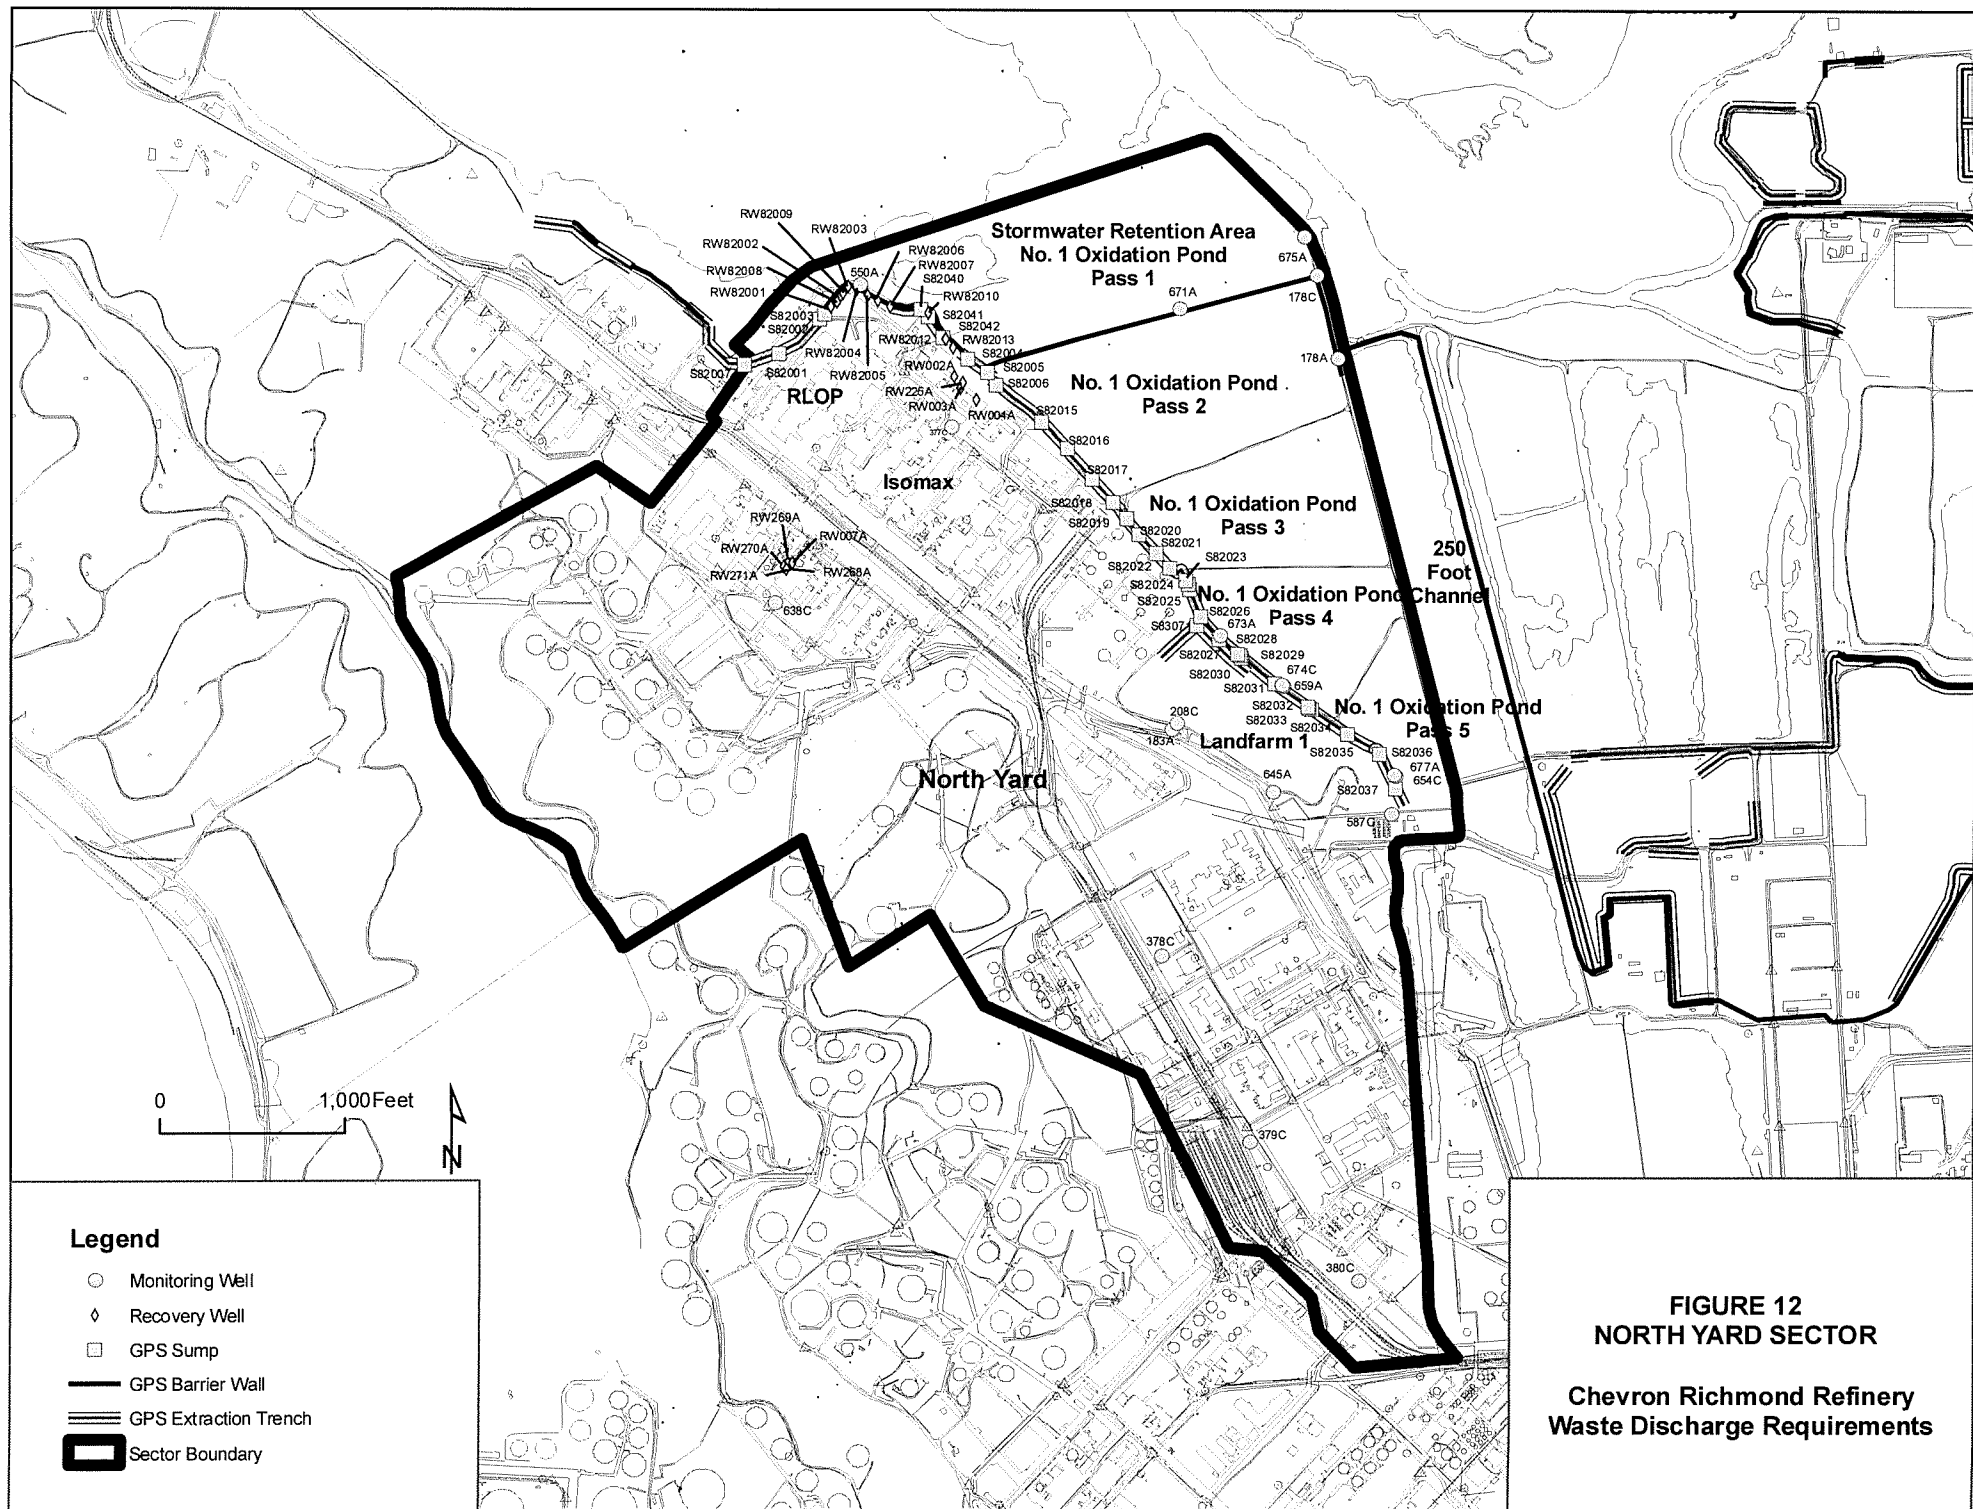 RW82009
RW82003
RW82002
RW82006
RW82008
RW82007
550A
S82040
RW82001
RW82010
S82003
S82041
S82002
S82042
RW82012
RW82013
RW82004
S82004
S82007
S82001
RW82005
RW002A
S82005
S82006
RW225A
RW003A
RW004A
377C
RLOP
Stormwater Retention Area
No. 1 Oxidation Pond
Pass 1
675A
671A
178C
178A
No. 1 Oxidation Pond
Pass 2
S82015
S82016
S82017
Isomax
S82018
No. 1 Oxidation Pond
Pass 3
S82019
S82020
S82021
S82022
S82023
S82024
S82025
RW269A
RW007A
RW270A
RW271A
RW268A
638C
250
Foot
Channel
No. 1 Oxidation Pond
Pass 4
S82026
673A
S8307
S82028
S82027
S82029
S82030
674C
S82031
659A
S82032
S82033
S82034
No. 1 Oxidation Pond
Pass 5
208C
183A
Landfarm 1
S82035
S82036
677A
654C
S82037
645A
587C
North Yard
378C
379C
380C
0 1,000 Feet
N
Legend
Monitoring Well
Recovery Well
GPS Sump
GPS Barrier Wall
GPS Extraction Trench
Sector Boundary
FIGURE 12
NORTH YARD SECTOR
Chevron Richmond Refinery
Waste Discharge Requirements